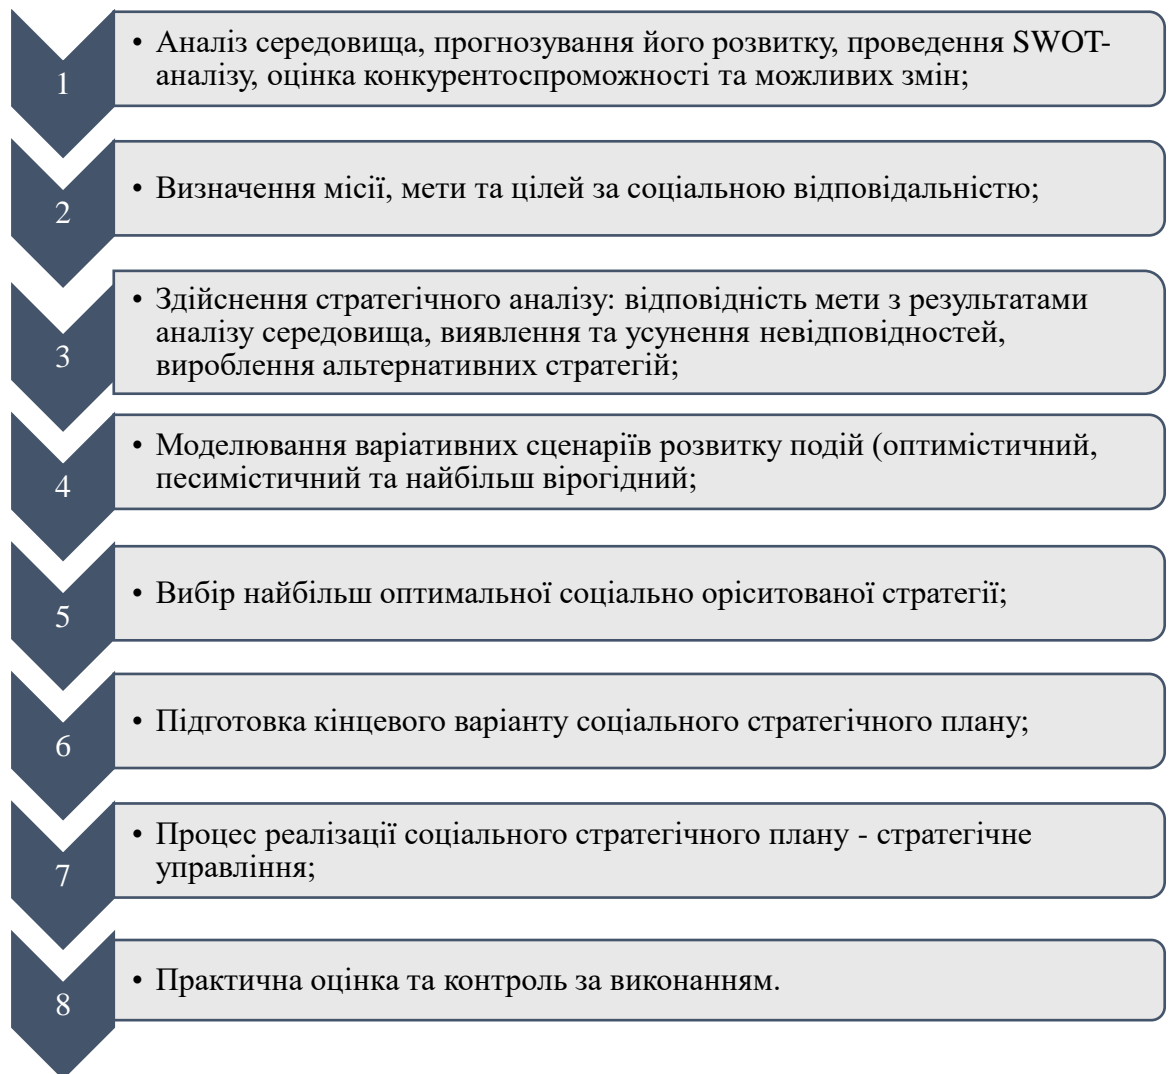 1
• Аналіз середовища, прогнозування його розвитку, проведення SWOT-
аналізу, оцінка конкурентоспроможності та можливих змін;
2
• Визначення місії, мети та цілей за соціальною відповідальністю;
3
• Здійснення стратегічного аналізу: відповідність мети з результатами
аналізу середовища, виявлення та усунення невідповідностей,
вироблення альтернативних стратегій;
4
• Моделювання варіативних сценаріїв розвитку подій (оптимістичний,
песимістичний та найбільш вірогідний;
5
• Вибір найбільш оптимальної соціально орієситованої стратегії;
6
• Підготовка кінцевого варіанту соціального стратегічного плану;
7
• Процес реалізації соціального стратегічного плану - стратегічне
управління;
8
• Практична оцінка та контроль за виконанням.